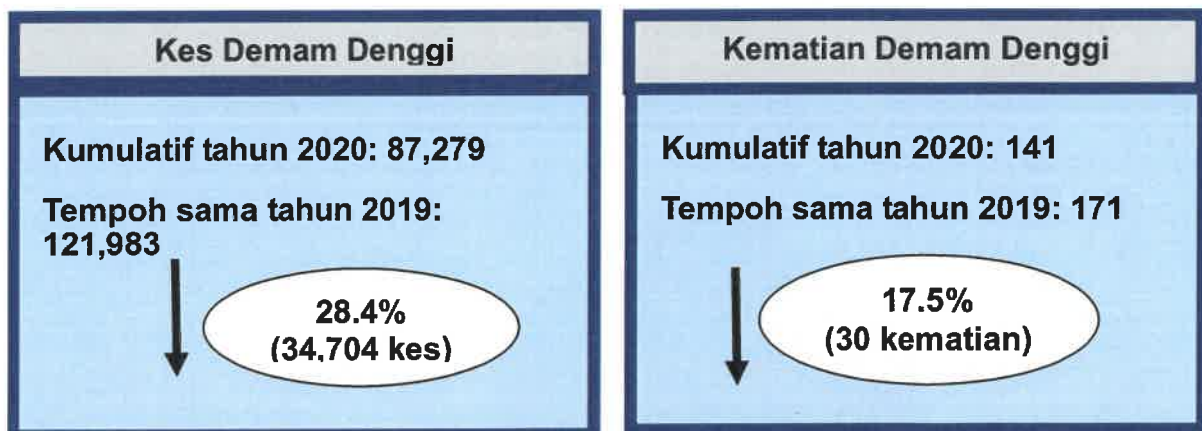 Kes Demam Denggi
Kumulatif tahun 2020: 87,279
Tempoh sama tahun 2019:
121,983
28.4%
(34,704 kes)
Kematian Demam Denggi
Kumulatif tahun 2020: 141
Tempoh sama tahun 2019: 171
17.5%
(30 kematian)